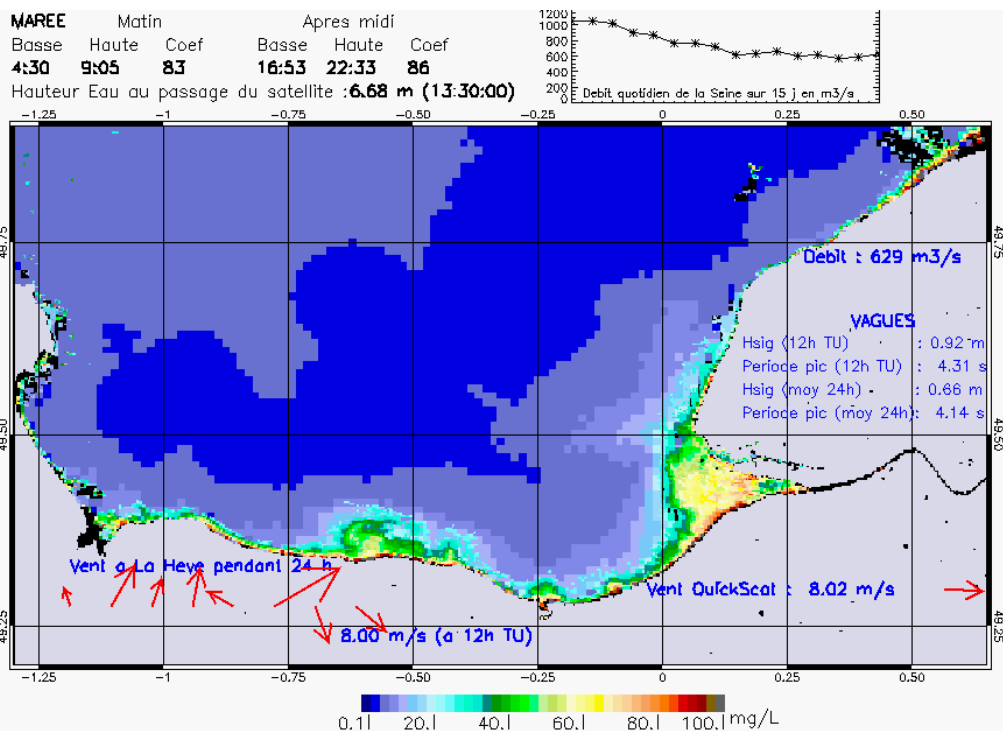 MAREE Matin Apres midi
Basse Haute Coef Basse Haute Coef
4:30 9:05 83 16:53 22:33 86
Hauteur Eau au passage du satellite :6.68 m (13:30:00)
1200
1000
800
600
400
200
0
Debit quotidien de la Seine sur 15 j en m3/s
-1.25 -1 -0.75 -0.50 -0.25 0 0.25 0.50
49.75 49.75
Debit : 629 m3/s
VAGUES
Hsig (12h TU) : 0.92 m
Periode pic (12h TU) : 4.31 s
Hsig (moy 24h) - : 0.66 m
Periode pic (moy 24h): 4.14 s
49.50 49.50
Vent a La Heve pendant 24 h
Vent QuickScat : 8.02 m/s
49.25 49.25
8.00 m/s (a 12h TU)
-1.25 -1 -0.75 -0.50 -0.25 0 0.25 0.50
0.1 20.1 40.1 60.1 80.1 100.1 mg/L